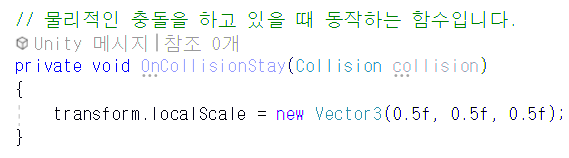 // 물리적인 충돌을 하고 있을 때 동작하는 함수입니다.
Unity 메시지 | 참조 0개
private void OnCollisionStay(Collision collision)
{
    transform.localScale = new Vector3(0.5f, 0.5f, 0.5f);
}